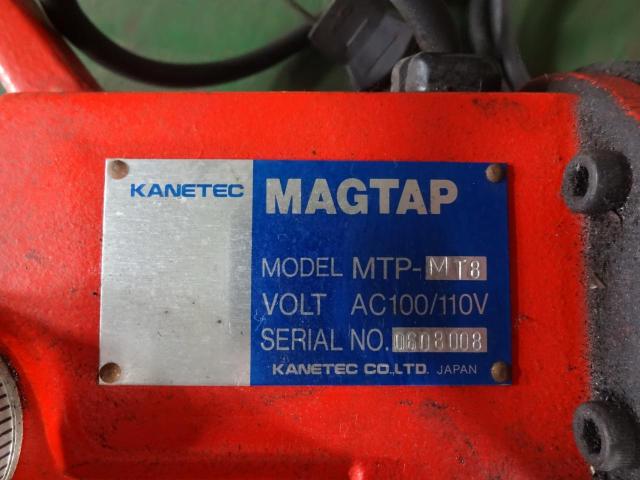 KANETEC
MAGTAP
MODEL MTP-MT8
VOLT AC100/110V
SERIAL NO. 0608008
KANETEC CO.,LTD. JAPAN